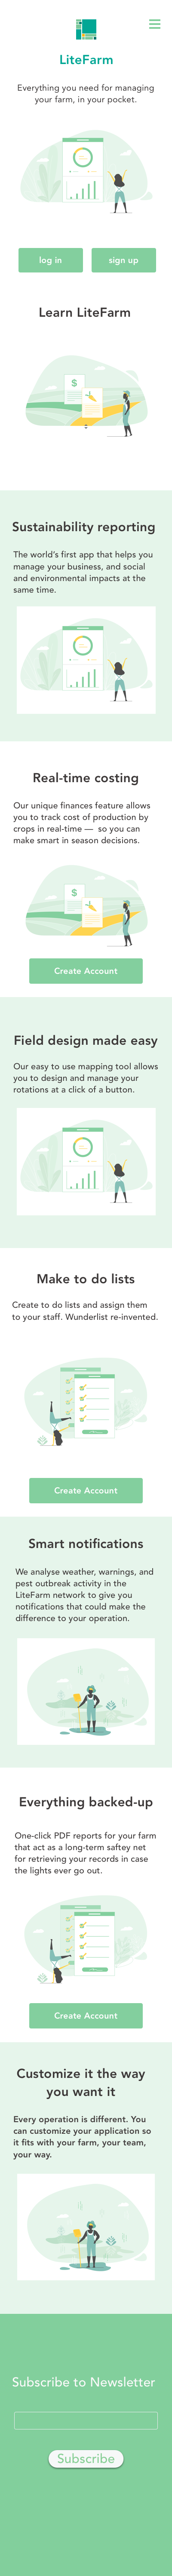 LiteFarm
Everything you need for managing
your farm, in your pocket.
log in
sign up
Learn LiteFarm
$
Sustainability reporting
The world's first app that helps you
manage your business, and social
and environmental impacts at the
same time.
Real-time costing
Our unique finances feature allows
you to track cost of production by
crops in real-time — so you can
make smart in season decisions.
$
Create Account
Field design made easy
Our easy to use mapping tool allows
you to design and manage your
rotations at a click of a button.
Make to do lists
Create to do lists and assign them
to your staff. Wunderlist re-invented.
Create Account
Smart notifications
We analyse weather, warnings, and
pest outbreak activity in the
LiteFarm network to give you
notifications that could make the
difference to your operation.
Everything backed-up
One-click PDF reports for your farm
that act as a long-term saftey net
for retrieving your records in case
the lights ever go out.
Create Account
Customize it the way
you want it
Every operation is different. You
can customize your application so
it fits with your farm, your team,
your way.
Subscribe to Newsletter
Subscribe